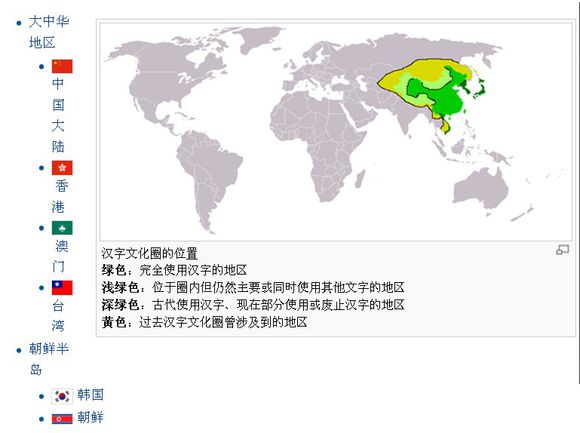 大中华
地区
中
国
大
陆
香
港
澳
门
台
湾
朝鲜半
岛
韩国
朝鲜
汉字文化圈的位置
绿色：完全使用汉字的地区
浅绿色：位于圈内但仍然主要或同时使用其他文字的地区
深绿色：古代使用汉字、现在部分使用或废止汉字的地区
黄色：过去汉字文化圈曾涉及到的地区